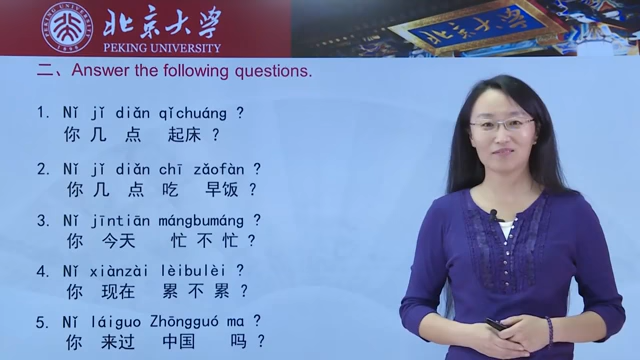 北京大学
PEKING UNIVERSITY
PEKING UNIVERSITY
1898
二、Answer the following questions.
1. Nǐ jǐ diǎn qǐchuáng ?
你 几 点 起床 ?
2. Nǐ jǐ diǎn chī zǎofàn ?
你 几 点 吃 早饭 ?
3. Nǐ jīntiān mángbumáng ?
你 今天 忙 不 忙 ?
4. Nǐ xiànzài lèibulèi ?
你 现在 累 不 累 ?
5. Nǐ láiguo Zhōngguó ma ?
你 来过 中国 吗 ?